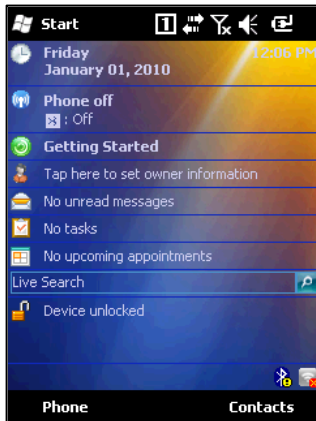 Start 1
Friday 12:06 PM
January 01, 2010
Phone off
: Off
Getting Started
Tap here to set owner information
No unread messages
No tasks
No upcoming appointments
Live Search
Device unlocked
Phone Contacts